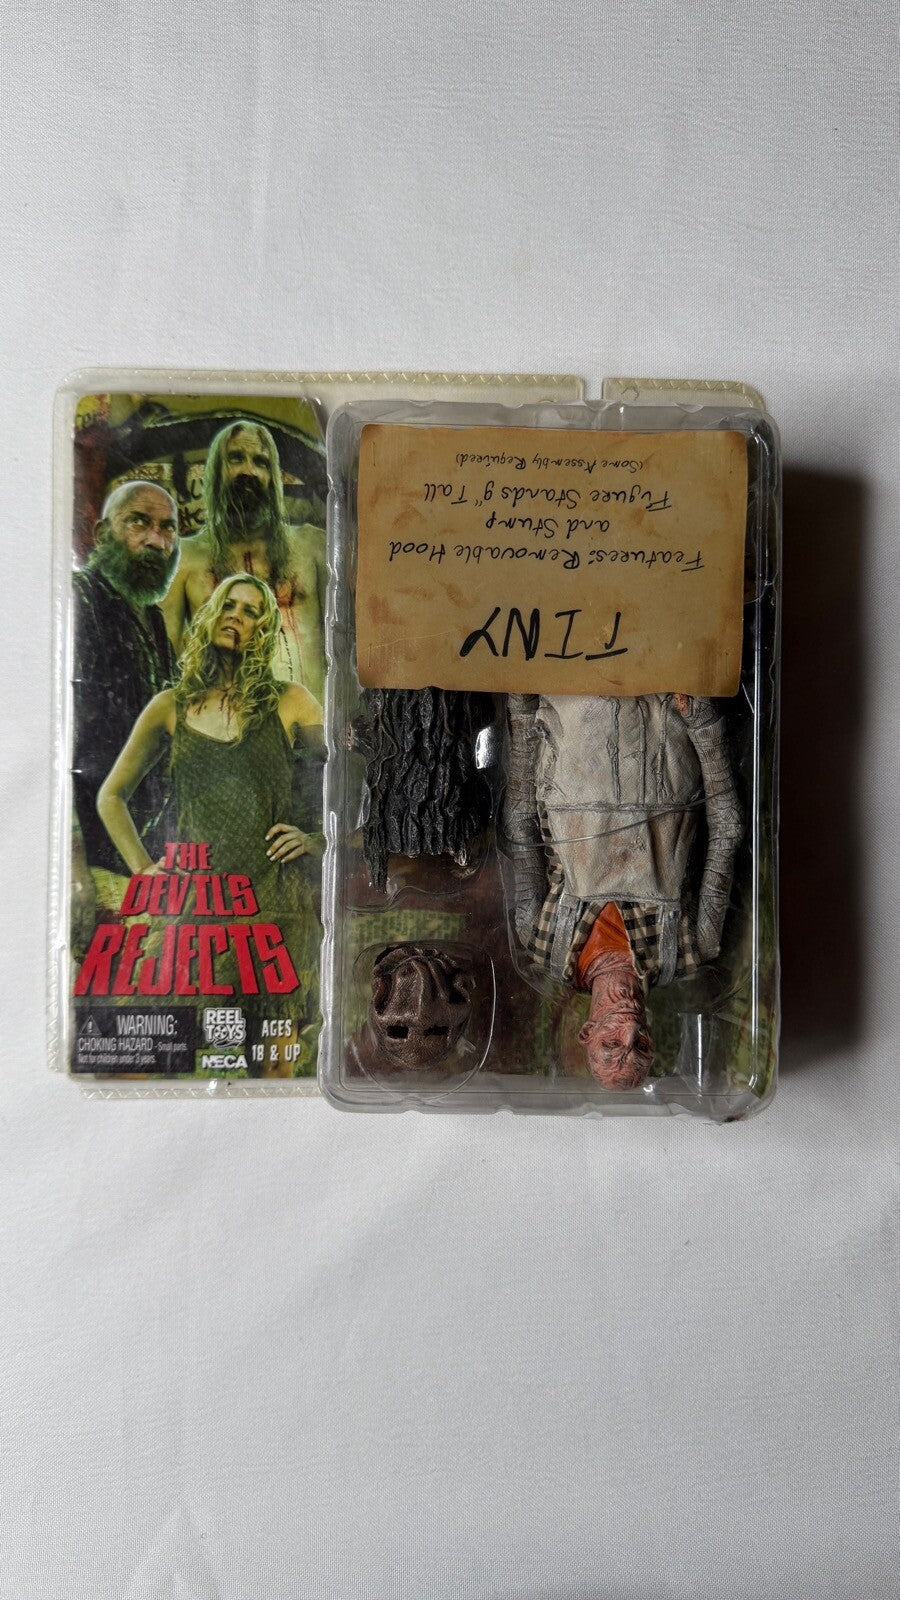 TINY
Features: Removable Hood
and Stump
Figure Stands 9" Tall
(Some Assembly Required)
THE
DEVIL'S
REJECTS
WARNING:
CHOKING HAZARD - Small parts.
Not for children under 3 years.
REEL
TOYS
NECA
AGES
18 & UP